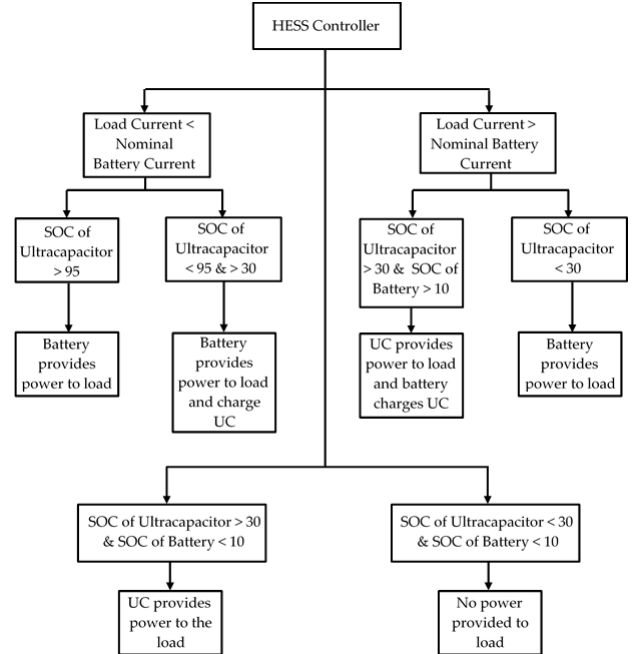 HESS Controller
Load Current <
Nominal
Battery Current
Load Current >
Nominal Battery
Current
SOC of
Ultracapacitor
> 95
SOC of
Ultracapacitor
< 95 & > 30
SOC of
Ultracapacitor
> 30 & SOC of
Battery > 10
SOC of
Ultracapacitor
< 30
Battery
provides
power to load
Battery
provides
power to load
and charge
UC
UC provides
power to load
and battery
charges UC
Battery
provides
power to load
SOC of Ultracapacitor > 30
& SOC of Battery < 10
SOC of Ultracapacitor < 30
& SOC of Battery < 10
UC provides
power to the
load
No power
provided to
load